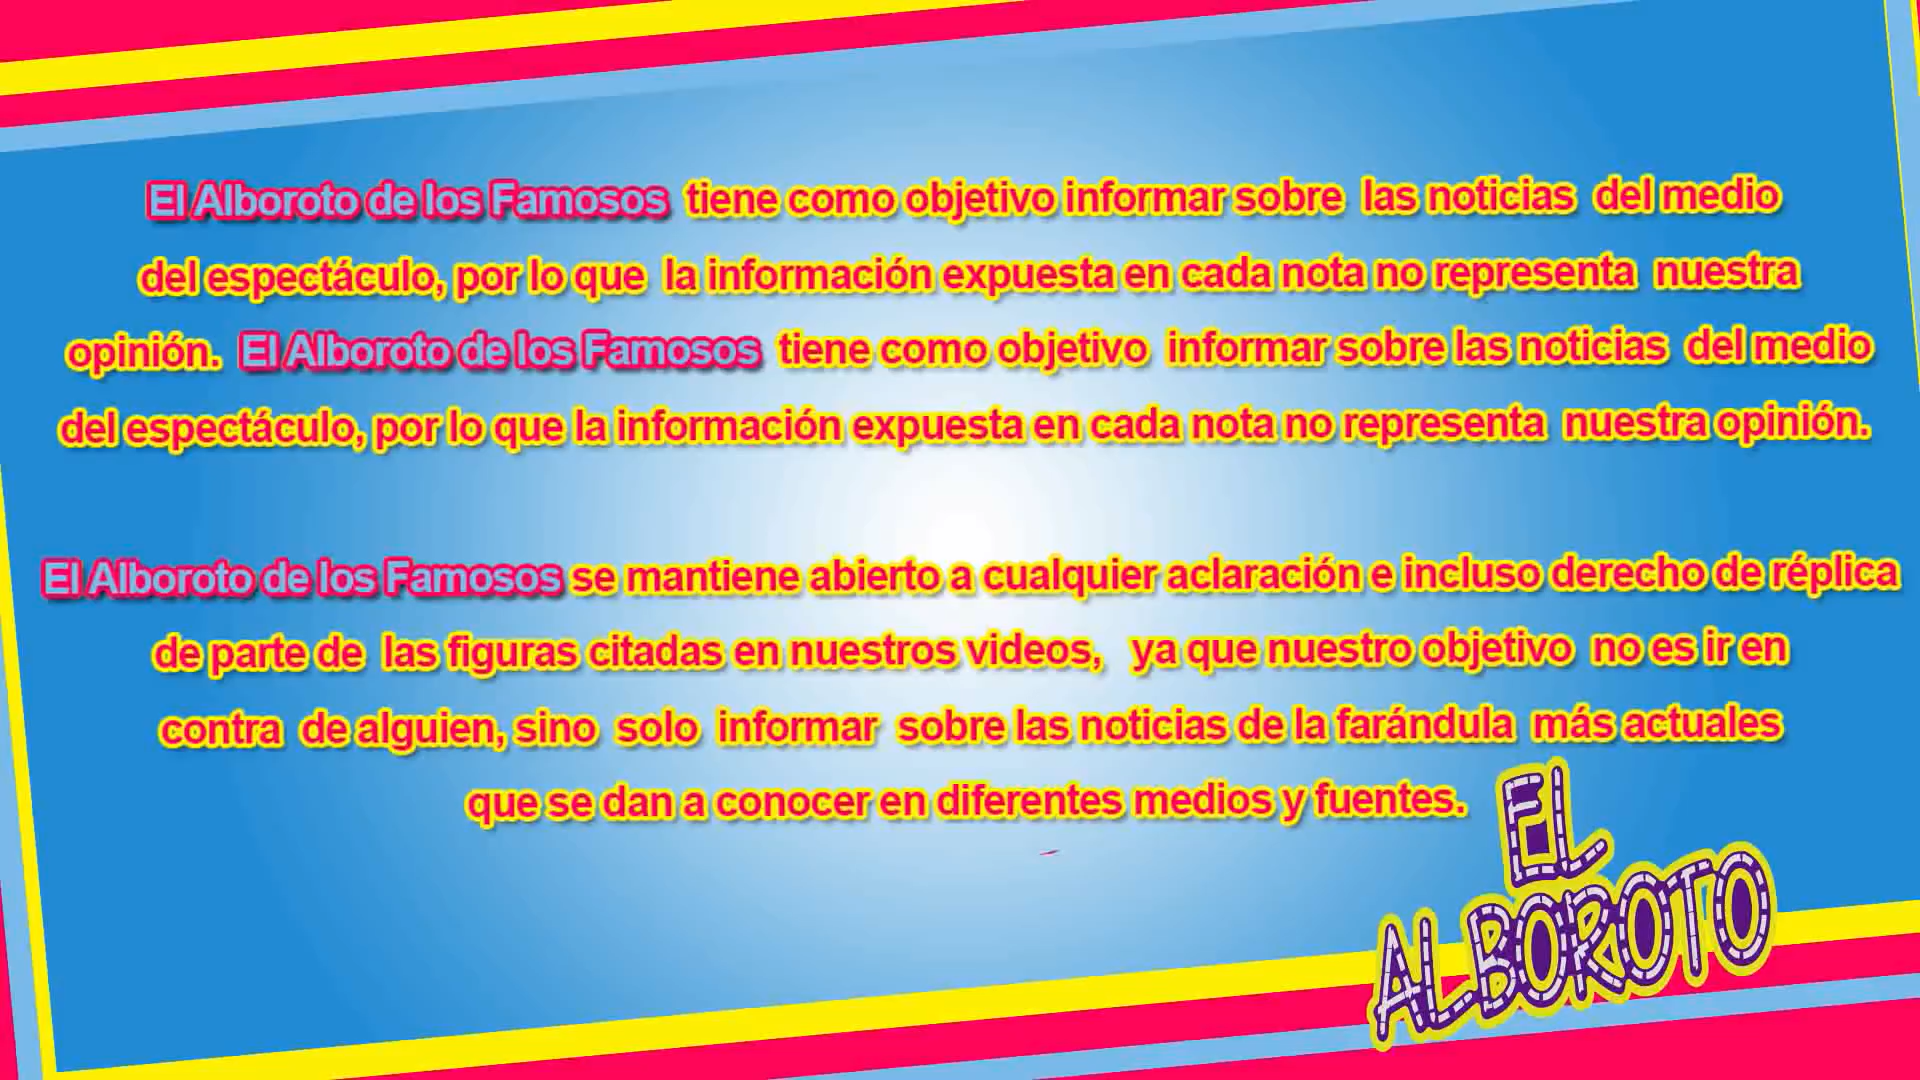 El Alboroto de los Famosos tiene como objetivo informar sobre las noticias del medio
del espectáculo, por lo que la información expuesta en cada nota no representa nuestra
opinión. El Alboroto de los Famosos tiene como objetivo informar sobre las noticias del medio
del espectáculo, por lo que la información expuesta en cada nota no representa nuestra opinión.
El Alboroto de los Famosos se mantiene abierto a cualquier aclaración e incluso derecho de réplica
de parte de las figuras citadas en nuestros videos, ya que nuestro objetivo no es ir en
contra de alguien, sino solo informar sobre las noticias de la farándula más actuales
que se dan a conocer en diferentes medios y fuentes.
EL
ALBOROTO